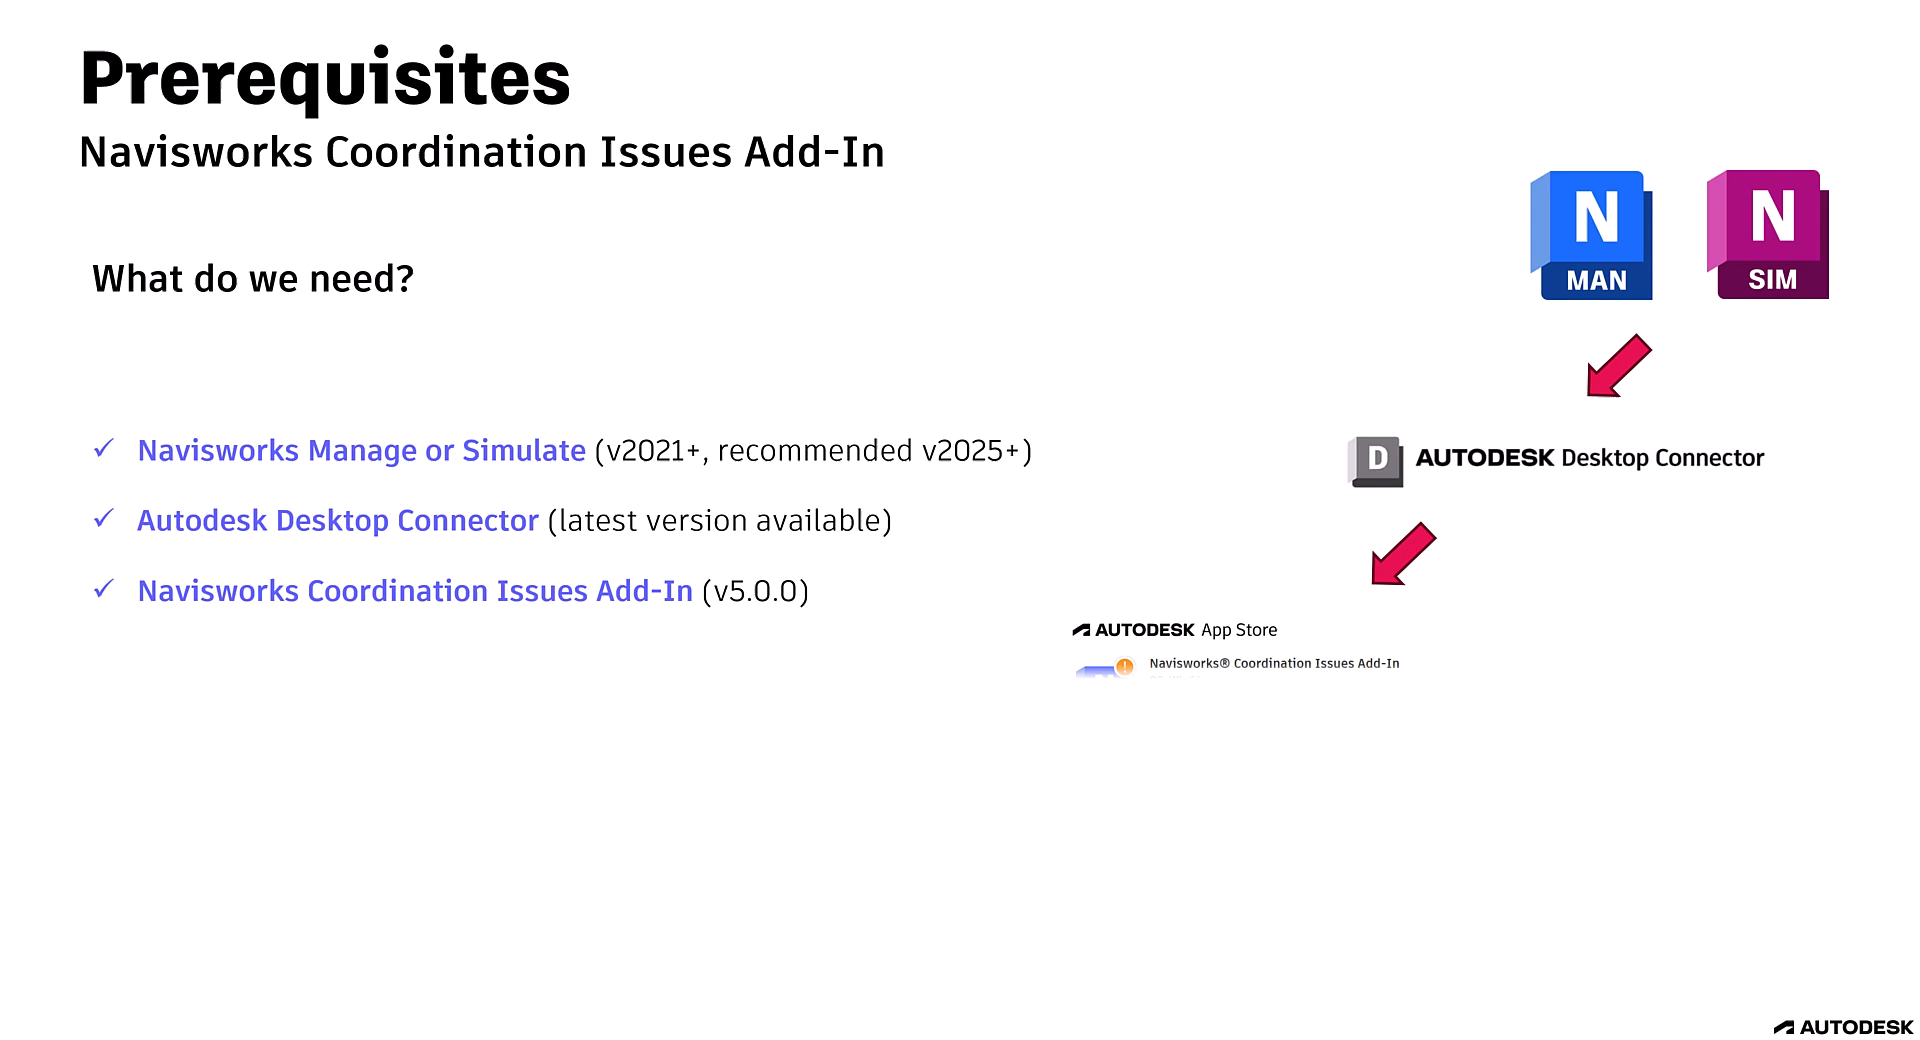 Prerequisites
Navisworks Coordination Issues Add-In
What do we need?
✓ Navisworks Manage or Simulate (v2021+, recommended v2025+)
✓ Autodesk Desktop Connector (latest version available)
✓ Navisworks Coordination Issues Add-In (v5.0.0)
N
MAN
N
SIM
D
AUTODESK Desktop Connector
AUTODESK App Store
!
Navisworks® Coordination Issues Add-In
AUTODESK